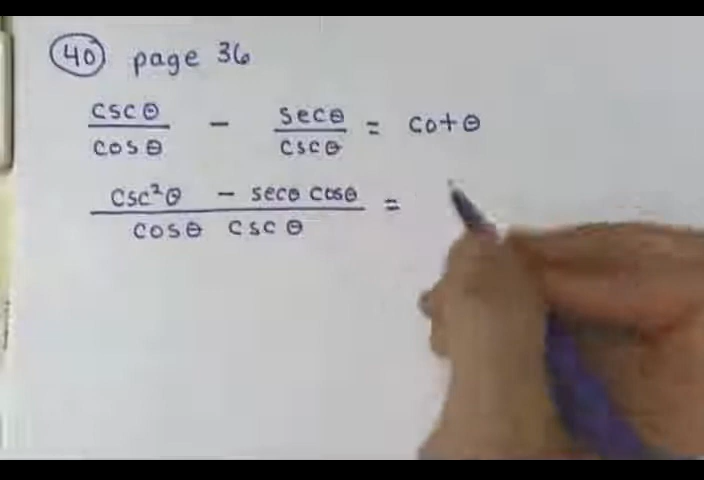 40 page 36
cscθ/cosθ - secθ/cscθ = cotθ
csc²θ - secθ cosθ / cosθ cscθ =